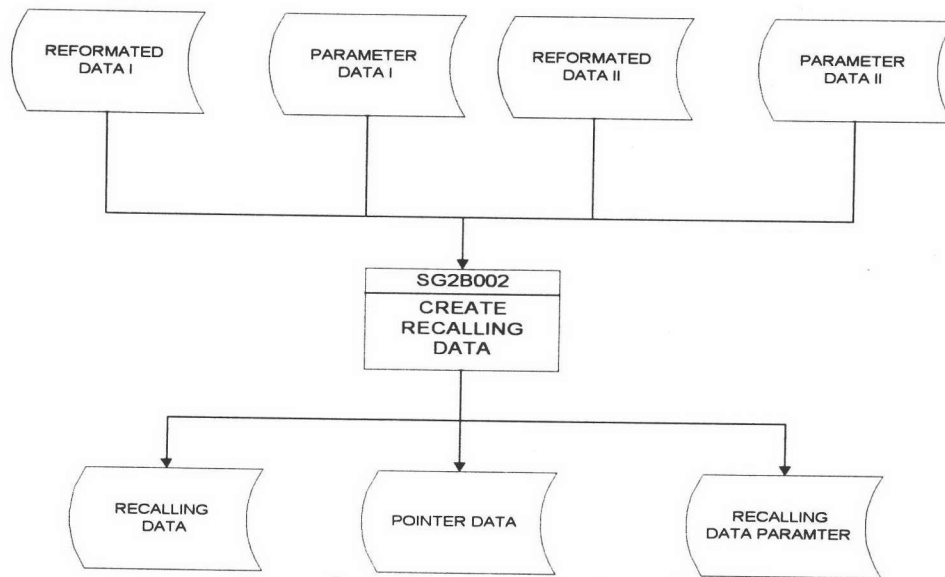 REFORMATED
DATA I
PARAMETER
DATA I
REFORMATED
DATA II
PARAMETER
DATA II
SG2B002
CREATE
RECALLING
DATA
RECALLING
DATA
POINTER DATA
RECALLING
DATA PARAMTER